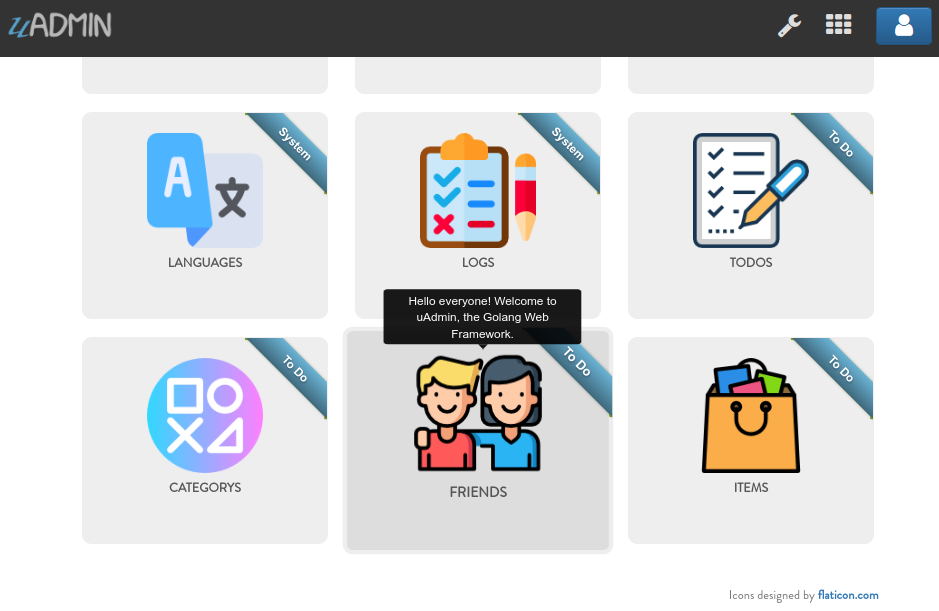 uADMIN
System
System
To Do
A 文
LANGUAGES
LOGS
TODOS
Hello everyone! Welcome to
uAdmin, the Golang Web
Framework.
To Do
To Do
To Do
CATEGORYS
FRIENDS
ITEMS
Icons designed by flaticon.com